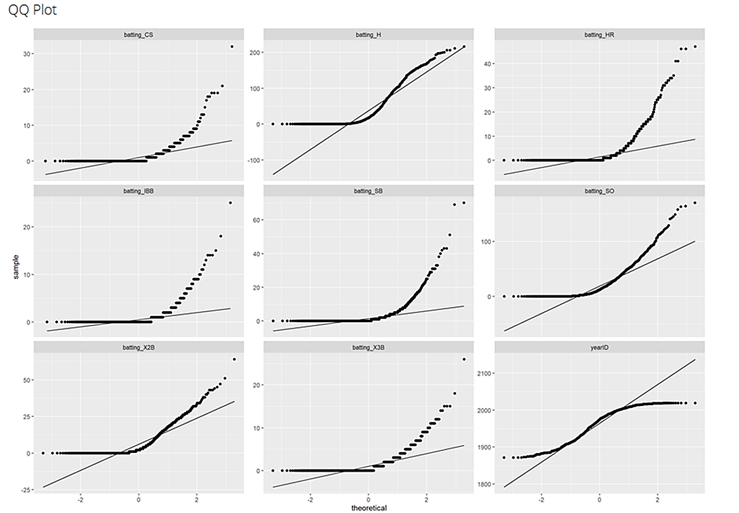 QQ Plot
batting_CS
batting_H
batting_HR
30
20
10
0
200
100
0
-100
40
30
20
10
0
batting_IBB
batting_SB
batting_SO
20
10
0
60
40
20
0
100
0
sample
batting_X2B
batting_X3B
yearID
50
25
0
-25
20
10
0
2100
2000
1900
1800
-2 0 2
-2 0 2
-2 0 2
theoretical